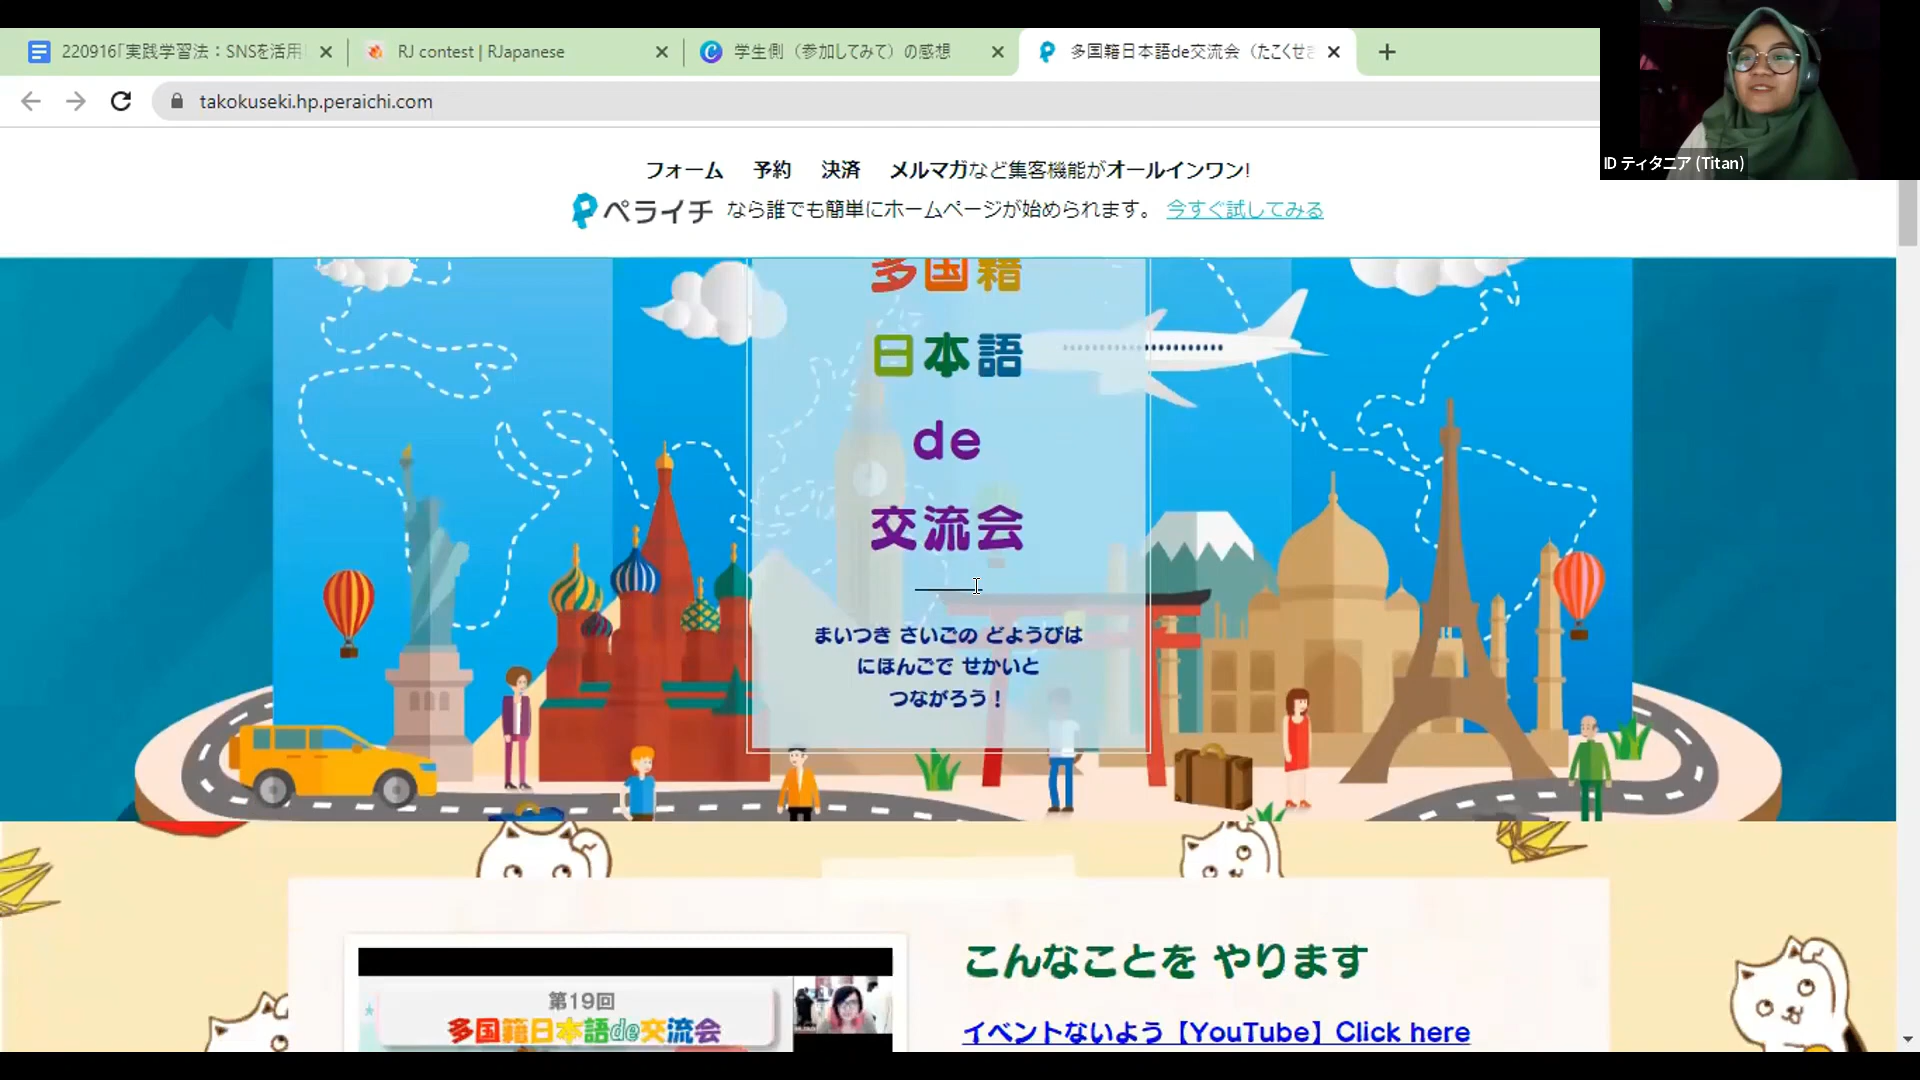 220916「実践学習法：SNSを活用
RJ contest | RJapanese
学生側（参加してみて）の感想
多国籍日本語de交流会（たこくせき
takokuseki.hp.peraichi.com
ID ティタニア (Titan)
フォーム 予約 決済 メルマガなど集客機能がオールインワン!
ペライチ なら誰でも簡単にホームページが始められます。 今すぐ試してみる
多国籍
日本語
de
交流会
まいつき さいごの どようびは
にほんごで せかいと
つながろう！
こんなことを やります
イベントないよう【YouTube】Click here
第19回
多国籍日本語de交流会